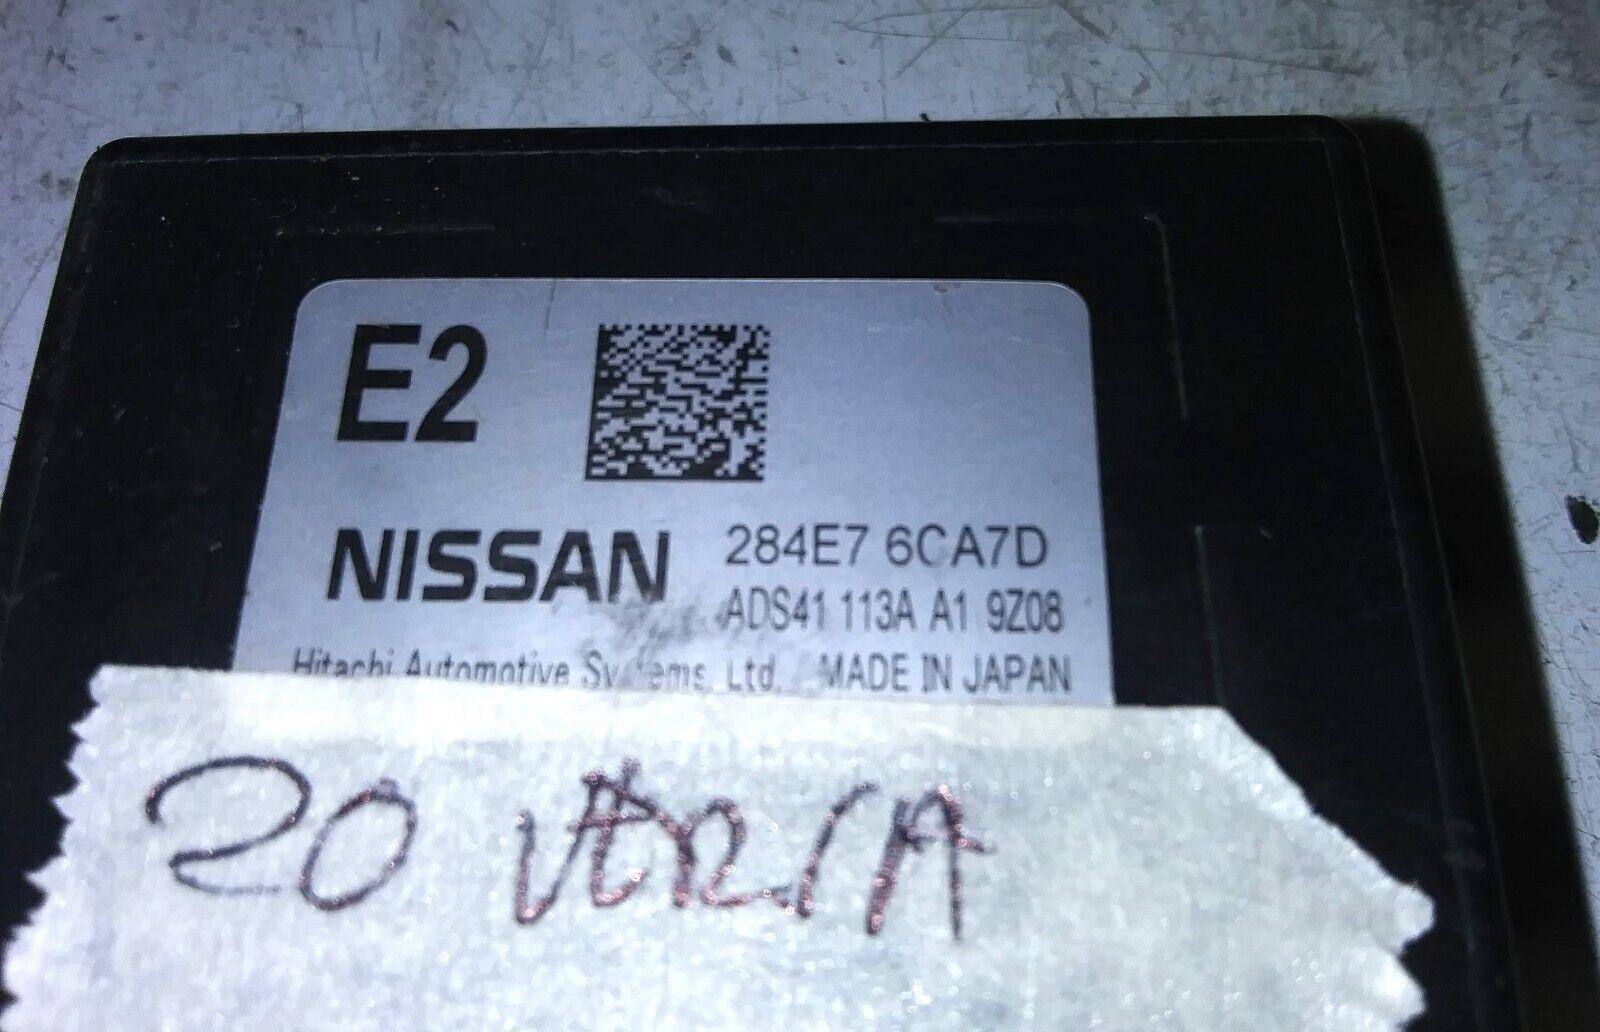 E2
NISSAN
284E7 6CA7D
ADS41 113A A1 9Z08
Hitachi Automotive Systems, Ltd. MADE IN JAPAN
20 VERSA